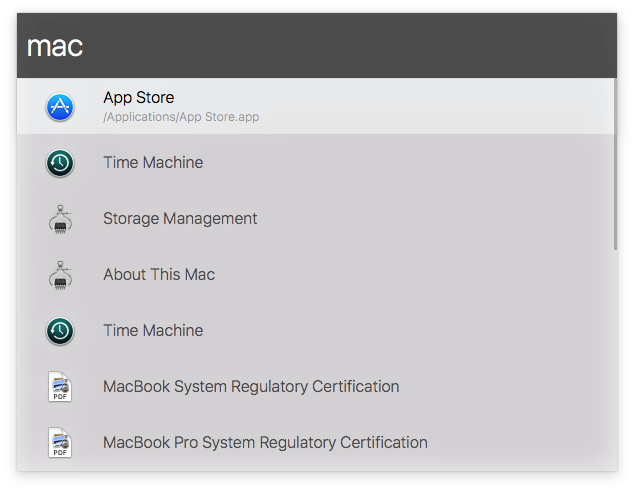 mac
App Store
/Applications/App Store.app
Time Machine
Storage Management
About This Mac
Time Machine
MacBook System Regulatory Certification
PDF
MacBook Pro System Regulatory Certification
PDF